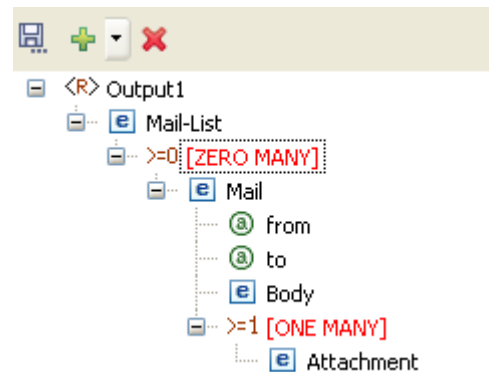 <R> Output1
e Mail-List
>=0 [ZERO MANY]
e Mail
a from
a to
e Body
>=1 [ONE MANY]
e Attachment